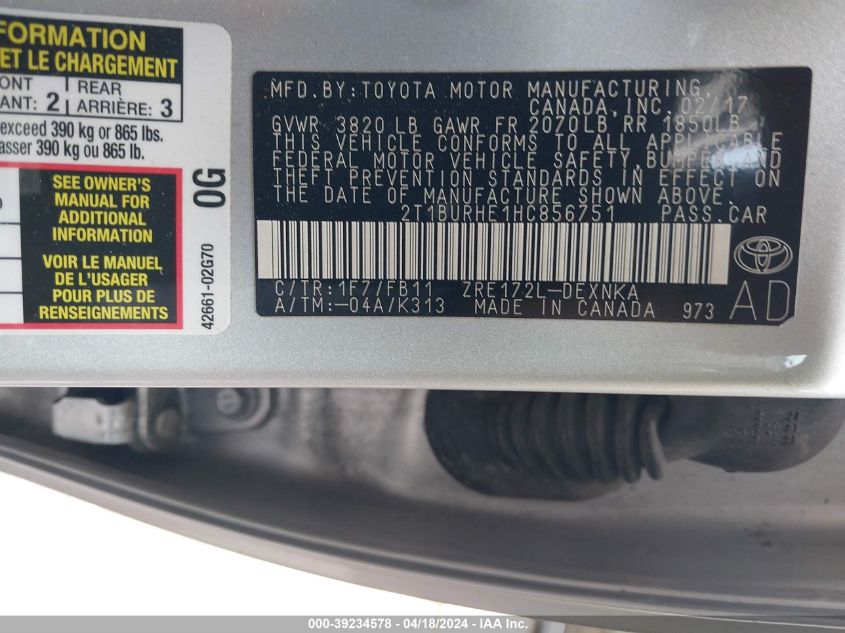 FORMATION
ET LE CHARGEMENT
ONT
ANT: 2
REAR
ARRIÈRE: 3
exceed 390 kg or 865 lbs.
asser 390 kg ou 865 lb.
SEE OWNER'S
MANUAL FOR
ADDITIONAL
INFORMATION
VOIR LE MANUEL
DE L'USAGER
POUR PLUS DE
RENSEIGNEMENTS
0G
42661-02G70
MFD.BY:TOYOTA MOTOR MANUFACTURING,
CANADA,INC. 02/17
GVWR 3820 LB GAWR FR 2070LB RR 1850LB
THIS VEHICLE CONFORMS TO ALL APPLICABLE
FEDERAL MOTOR VEHICLE SAFETY,BUMPER,AND
THEFT PREVENTION STANDARDS IN EFFECT ON
THE DATE OF MANUFACTURE SHOWN ABOVE.
2T1BURHE1HC856751 PASS.CAR
C/TR:1F7/FB11 ZRE172L-DEXNKA
A/TM:-04A/K313 MADE IN CANADA 973
AD
000-39234578 - 04/18/2024 - IAA Inc.